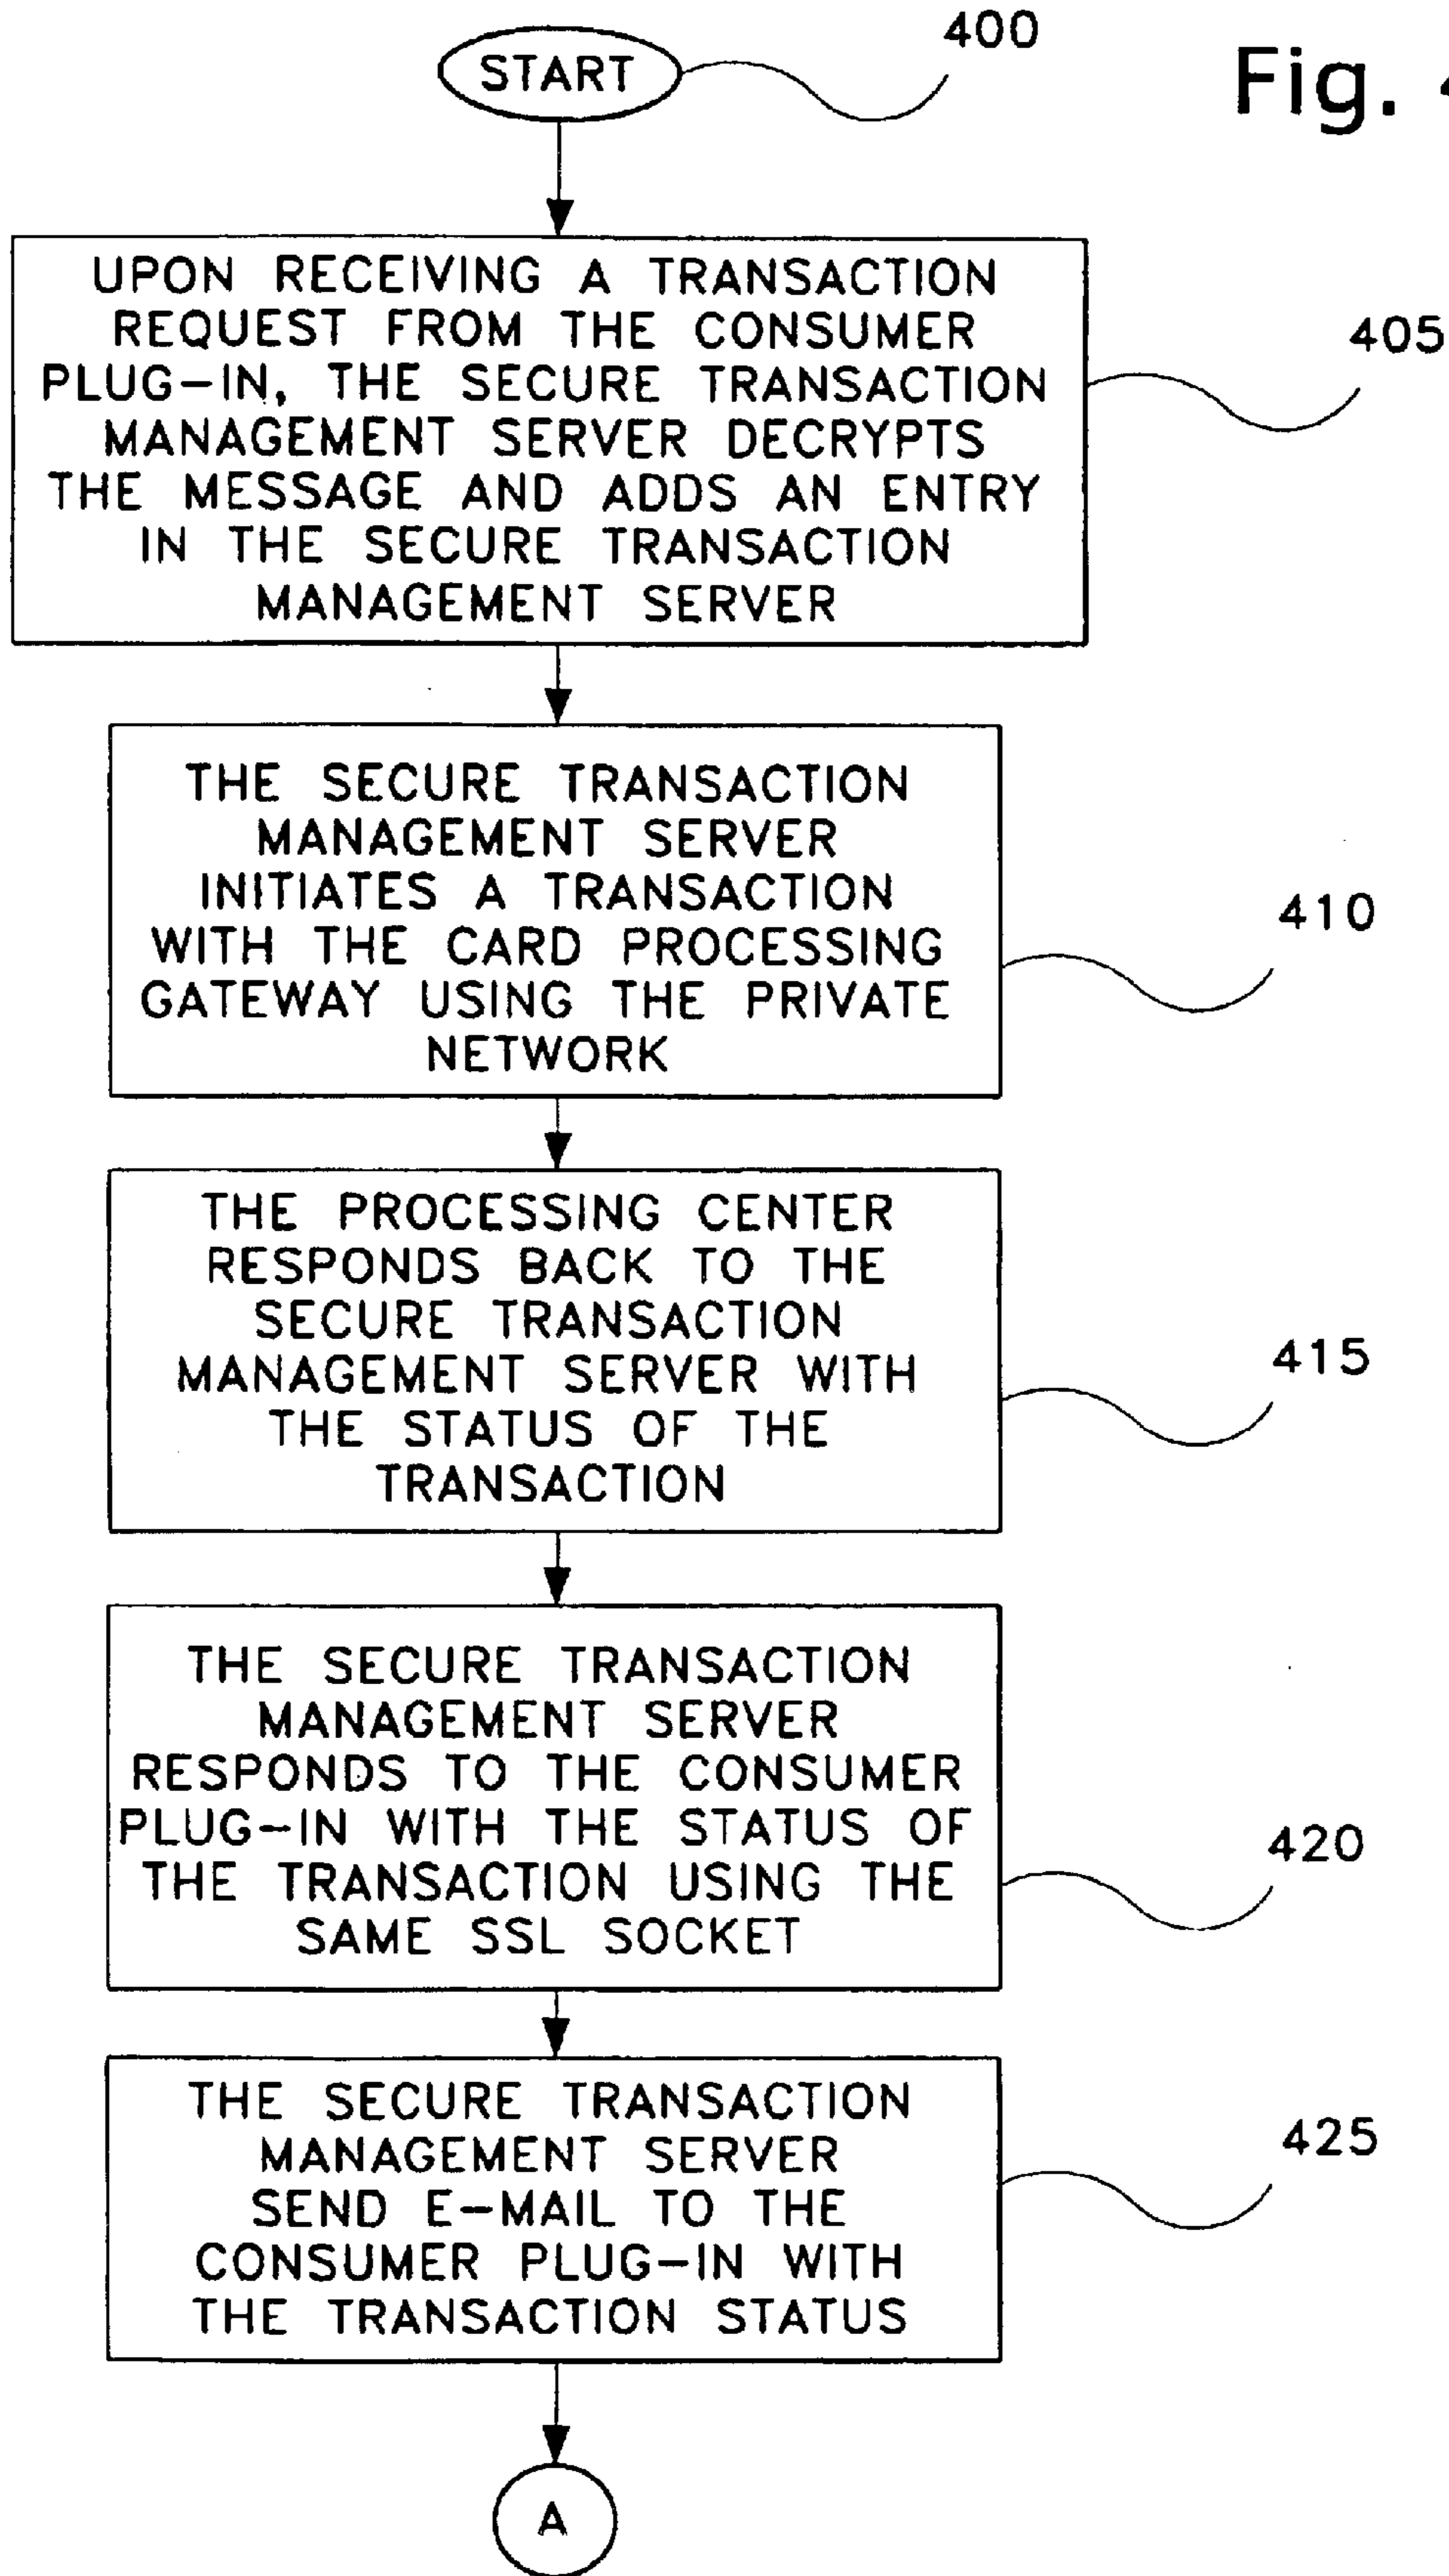 400
START
Fig. 4
UPON RECEIVING A TRANSACTION
REQUEST FROM THE CONSUMER
PLUG-IN, THE SECURE TRANSACTION
MANAGEMENT SERVER DECRYPTS
THE MESSAGE AND ADDS AN ENTRY
IN THE SECURE TRANSACTION
MANAGEMENT SERVER
405
THE SECURE TRANSACTION
MANAGEMENT SERVER
INITIATES A TRANSACTION
WITH THE CARD PROCESSING
GATEWAY USING THE PRIVATE
NETWORK
410
THE PROCESSING CENTER
RESPONDS BACK TO THE
SECURE TRANSACTION
MANAGEMENT SERVER WITH
THE STATUS OF THE
TRANSACTION
415
THE SECURE TRANSACTION
MANAGEMENT SERVER
RESPONDS TO THE CONSUMER
PLUG-IN WITH THE STATUS OF
THE TRANSACTION USING THE
SAME SSL SOCKET
420
THE SECURE TRANSACTION
MANAGEMENT SERVER
SEND E-MAIL TO THE
CONSUMER PLUG-IN WITH
THE TRANSACTION STATUS
425
A